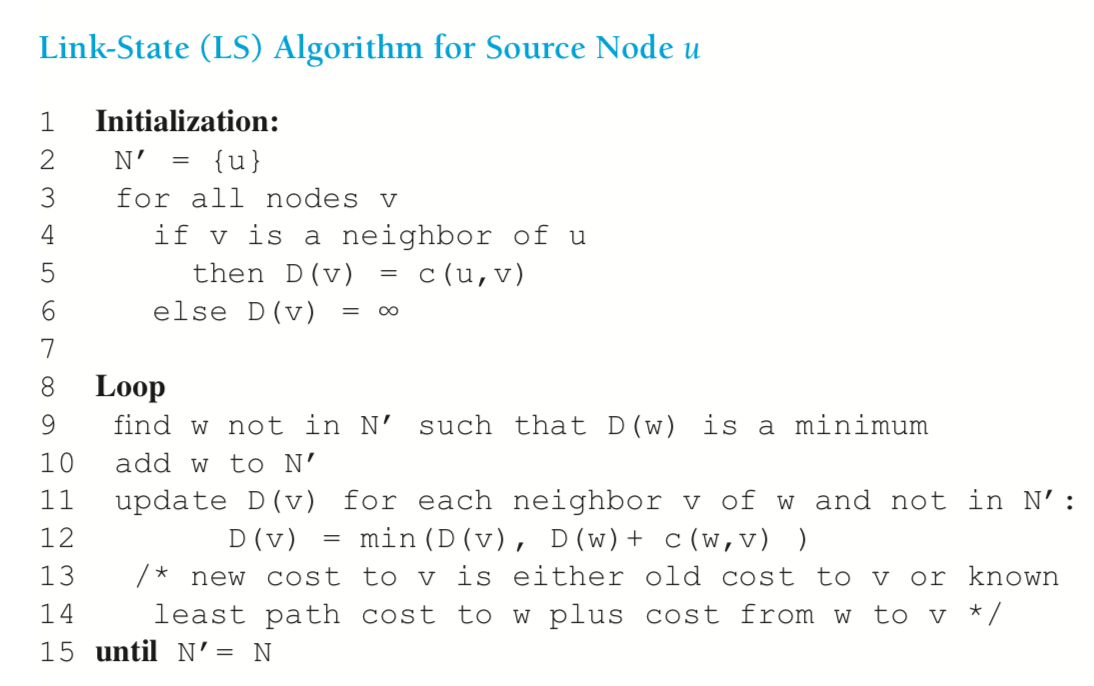 Link-State (LS) Algorithm for Source Node u
1 Initialization:
2 N′ = {u}
3 for all nodes v
4 if v is a neighbor of u
5 then D(v) = c(u,v)
6 else D(v) = ∞
7
8 Loop
9 find w not in N′ such that D(w) is a minimum
10 add w to N′
11 update D(v) for each neighbor v of w and not in N′:
12 D(v) = min(D(v), D(w)+ c(w,v) )
13 /* new cost to v is either old cost to v or known
14 least path cost to w plus cost from w to v */
15 until N′= N